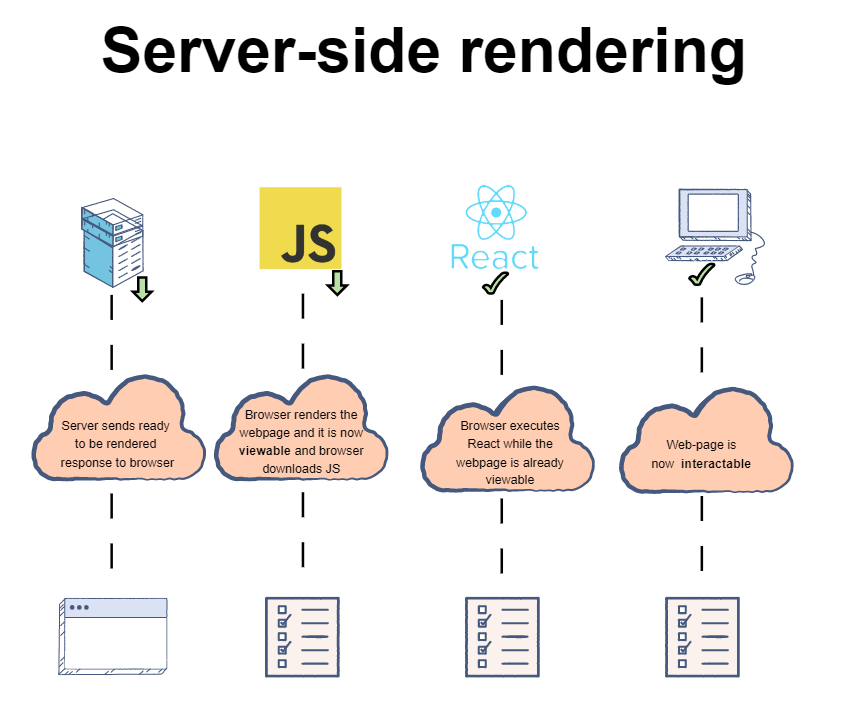 Server-side rendering
JS
React
Server sends ready
to be rendered
response to browser
Browser renders the
webpage and it is now
viewable and browser
downloads JS
Browser executes
React while the
webpage is already
viewable
Web-page is
now interactable